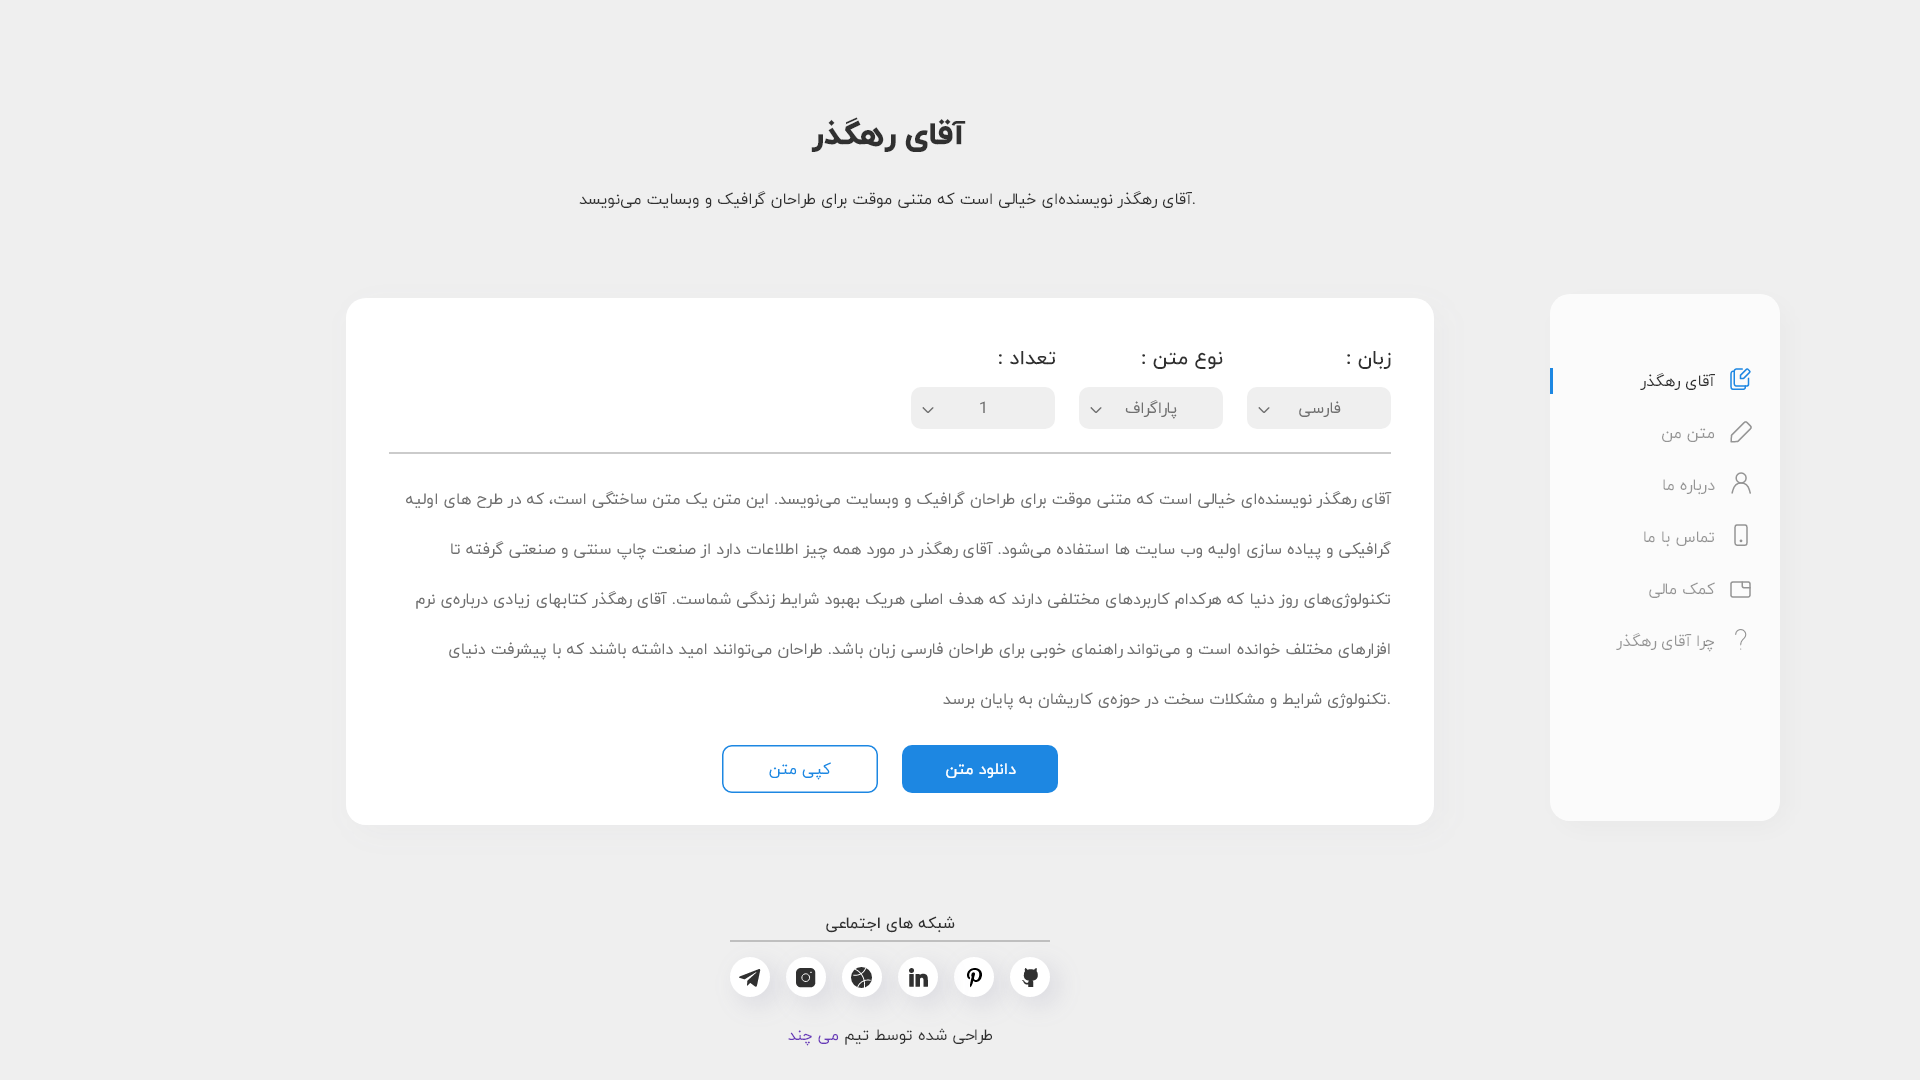 آقای رهگذر
آقای رهگذر نویسنده‌ای خیالی است که متنی موقت برای طراحان گرافیک و وبسایت می‌نویسد.
آقای رهگذر
متن من
درباره ما
تماس با ما
کمک مالی
چرا آقای رهگذر
زبان :
نوع متن :
تعداد :
فارسی
پاراگراف
1
آقای رهگذر نویسنده‌ای خیالی است که متنی موقت برای طراحان گرافیک و وبسایت می‌نویسد. این متن یک متن ساختگی است، که در طرح های اولیه
گرافیکی و پیاده سازی اولیه وب سایت ها استفاده می‌شود. آقای رهگذر در مورد همه چیز اطلاعات دارد از صنعت چاپ سنتی و صنعتی گرفته تا
تکنولوژی‌های روز دنیا که هرکدام کاربردهای مختلفی دارند که هدف اصلی هریک بهبود شرایط زندگی شماست. آقای رهگذر کتابهای زیادی درباره‌ی نرم
افزارهای مختلف خوانده است و می‌تواند راهنمای خوبی برای طراحان فارسی زبان باشد. طراحان می‌توانند امید داشته باشند که با پیشرفت دنیای
تکنولوژی شرایط و مشکلات سخت در حوزه‌ی کاریشان به پایان برسد.
دانلود متن
کپی متن
شبکه های اجتماعی
طراحی شده توسط تیم می چند